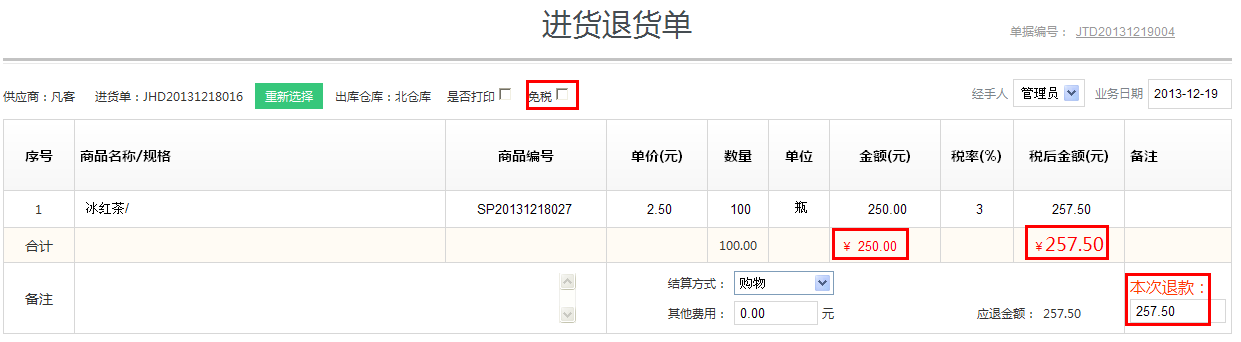 进货退货单
单据编号： JTD20131219004
供应商：凡客 进货单：JHD20131218016 重新选择 出库仓库：北仓库 是否打印 免税 经手人 管理员 业务日期 2013-12-19
序号 商品名称/规格 商品编号 单价(元) 数量 单位 金额(元) 税率(%) 税后金额(元) 备注
1 冰红茶/ SP20131218027 2.50 100 瓶 250.00 3 257.50
合计 100.00 ￥ 250.00 ￥257.50
备注 结算方式： 购物 本次退款：
其他费用： 0.00 元 应退金额： 257.50 257.50